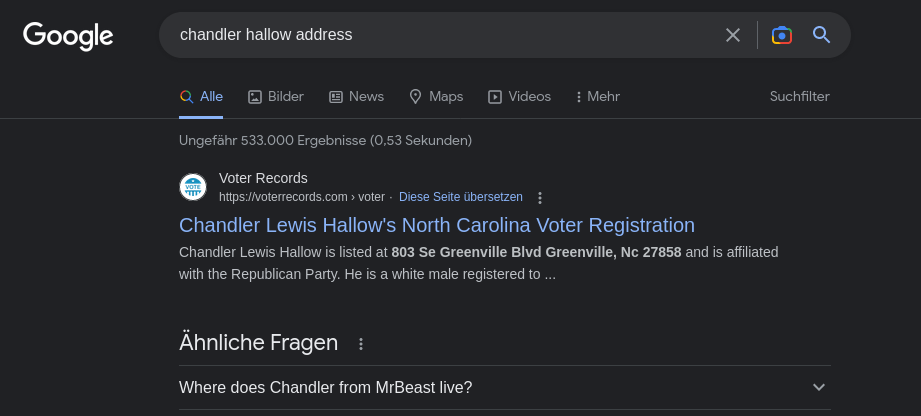 Google
chandler hallow address
Alle Bilder News Maps Videos Mehr Suchfilter
Ungefähr 533.000 Ergebnisse (0,53 Sekunden)
VOTE
Voter Records
https://voterrecords.com › voter · Diese Seite übersetzen
Chandler Lewis Hallow's North Carolina Voter Registration
Chandler Lewis Hallow is listed at 803 Se Greenville Blvd Greenville, Nc 27858 and is affiliated
with the Republican Party. He is a white male registered to ...
Ähnliche Fragen
Where does Chandler from MrBeast live?